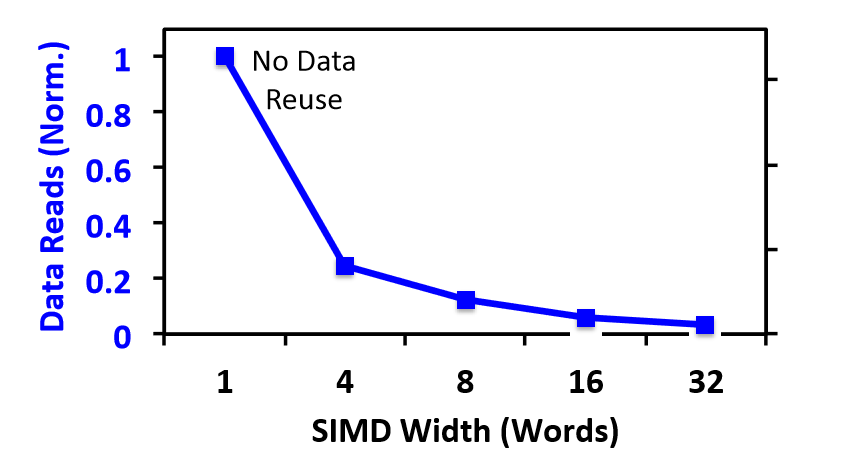 Data Reads (Norm.)
1
0.8
0.6
0.4
0.2
0
No Data
Reuse
1 4 8 16 32
SIMD Width (Words)